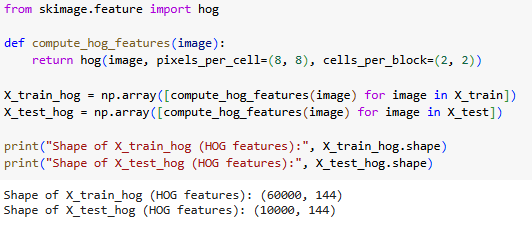 from skimage.feature import hog
def compute_hog_features(image):
    return hog(image, pixels_per_cell=(8, 8), cells_per_block=(2, 2))
X_train_hog = np.array([compute_hog_features(image) for image in X_train])
X_test_hog = np.array([compute_hog_features(image) for image in X_test])
print("Shape of X_train_hog (HOG features):", X_train_hog.shape)
print("Shape of X_test_hog (HOG features):", X_test_hog.shape)
Shape of X_train_hog (HOG features): (60000, 144)
Shape of X_test_hog (HOG features): (10000, 144)